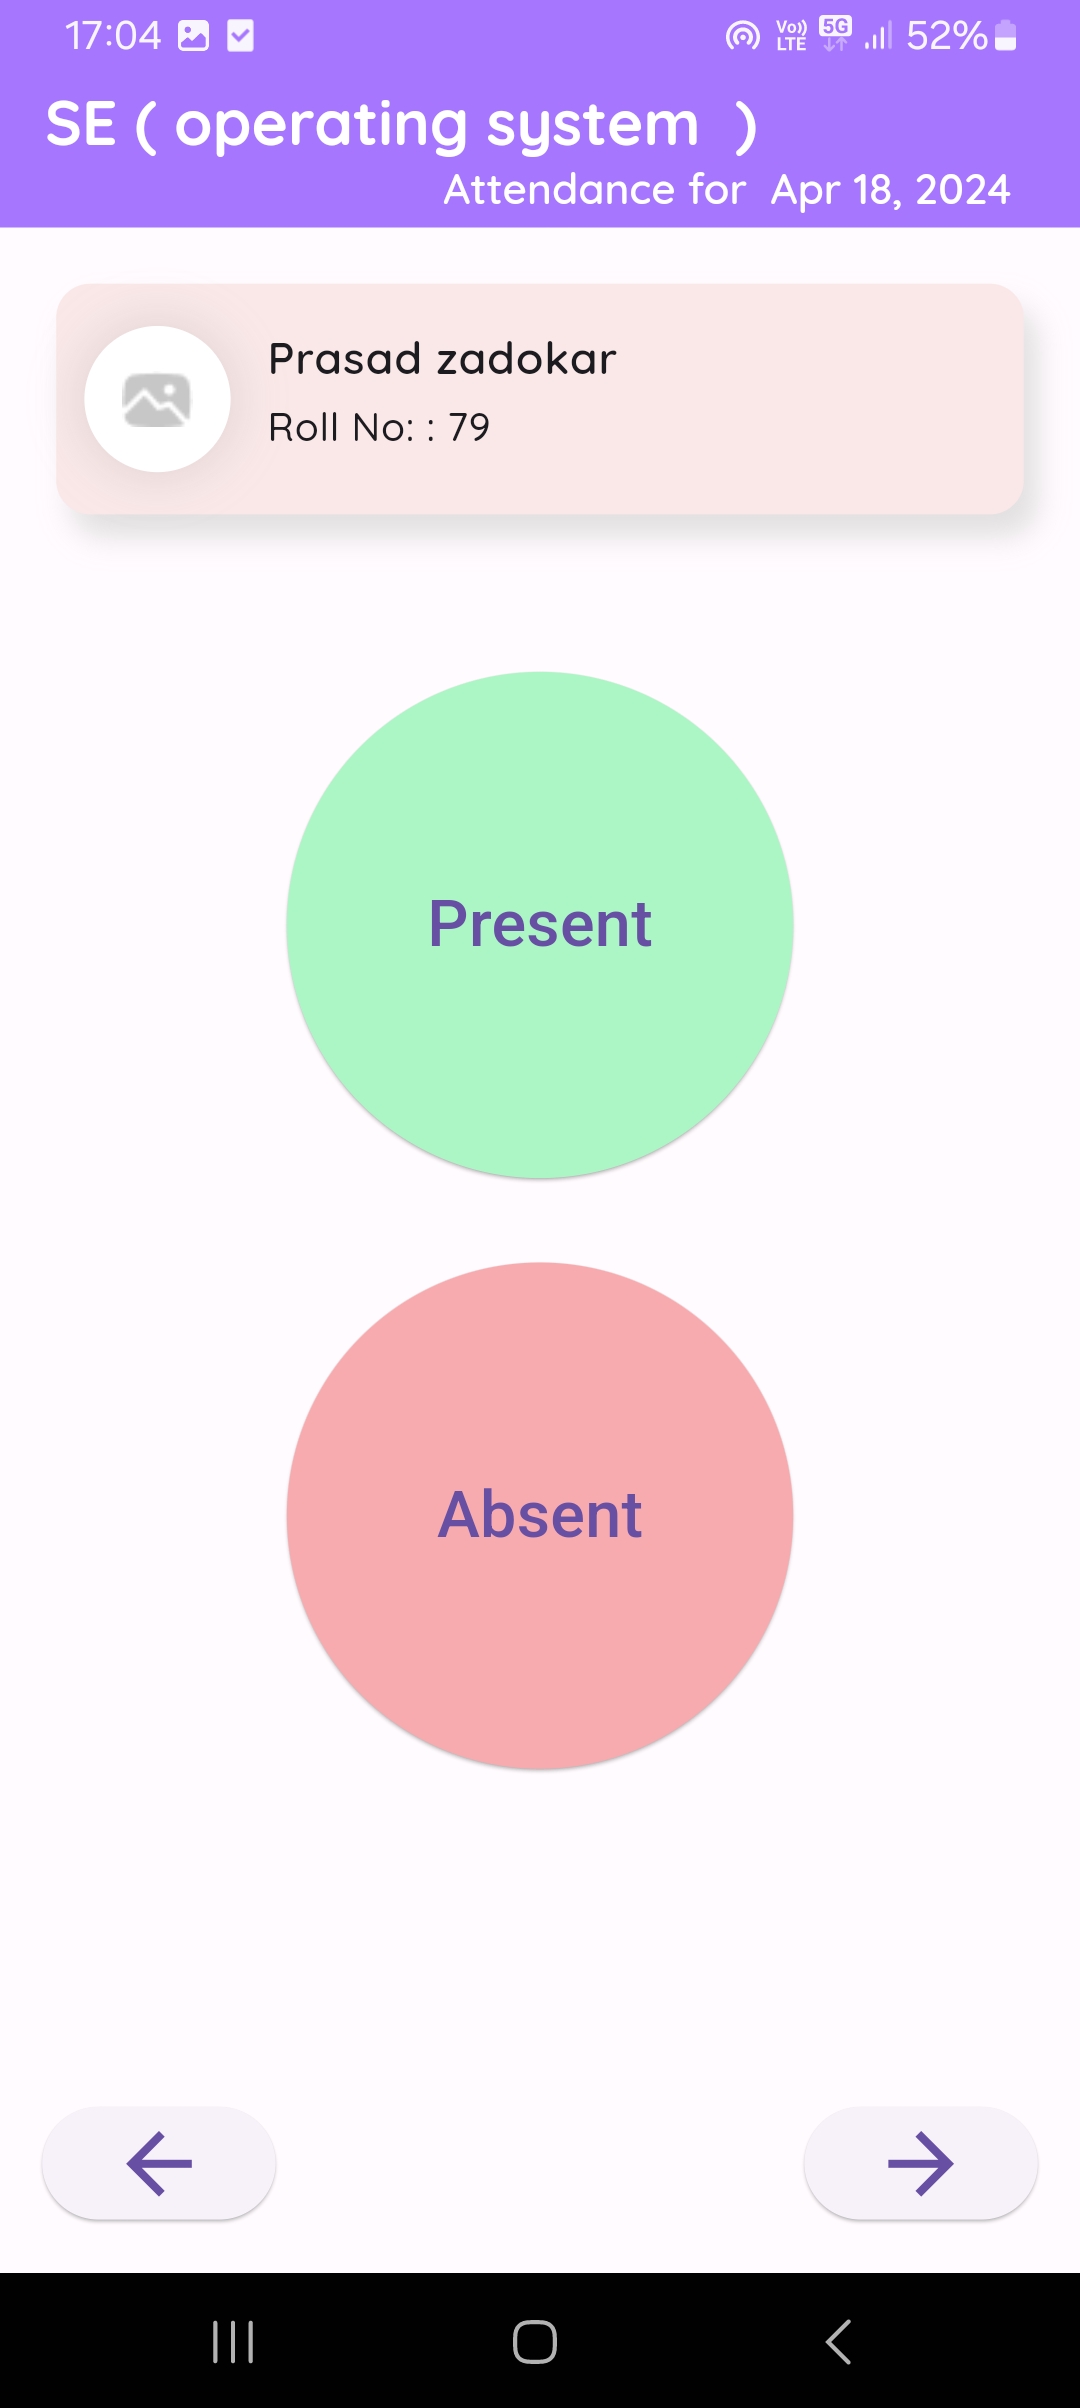 17:04 Vo)) LTE 5G 52%
SE ( operating system  )
Attendance for  Apr 18, 2024
Prasad zadokar
Roll No: : 79
Present
Absent